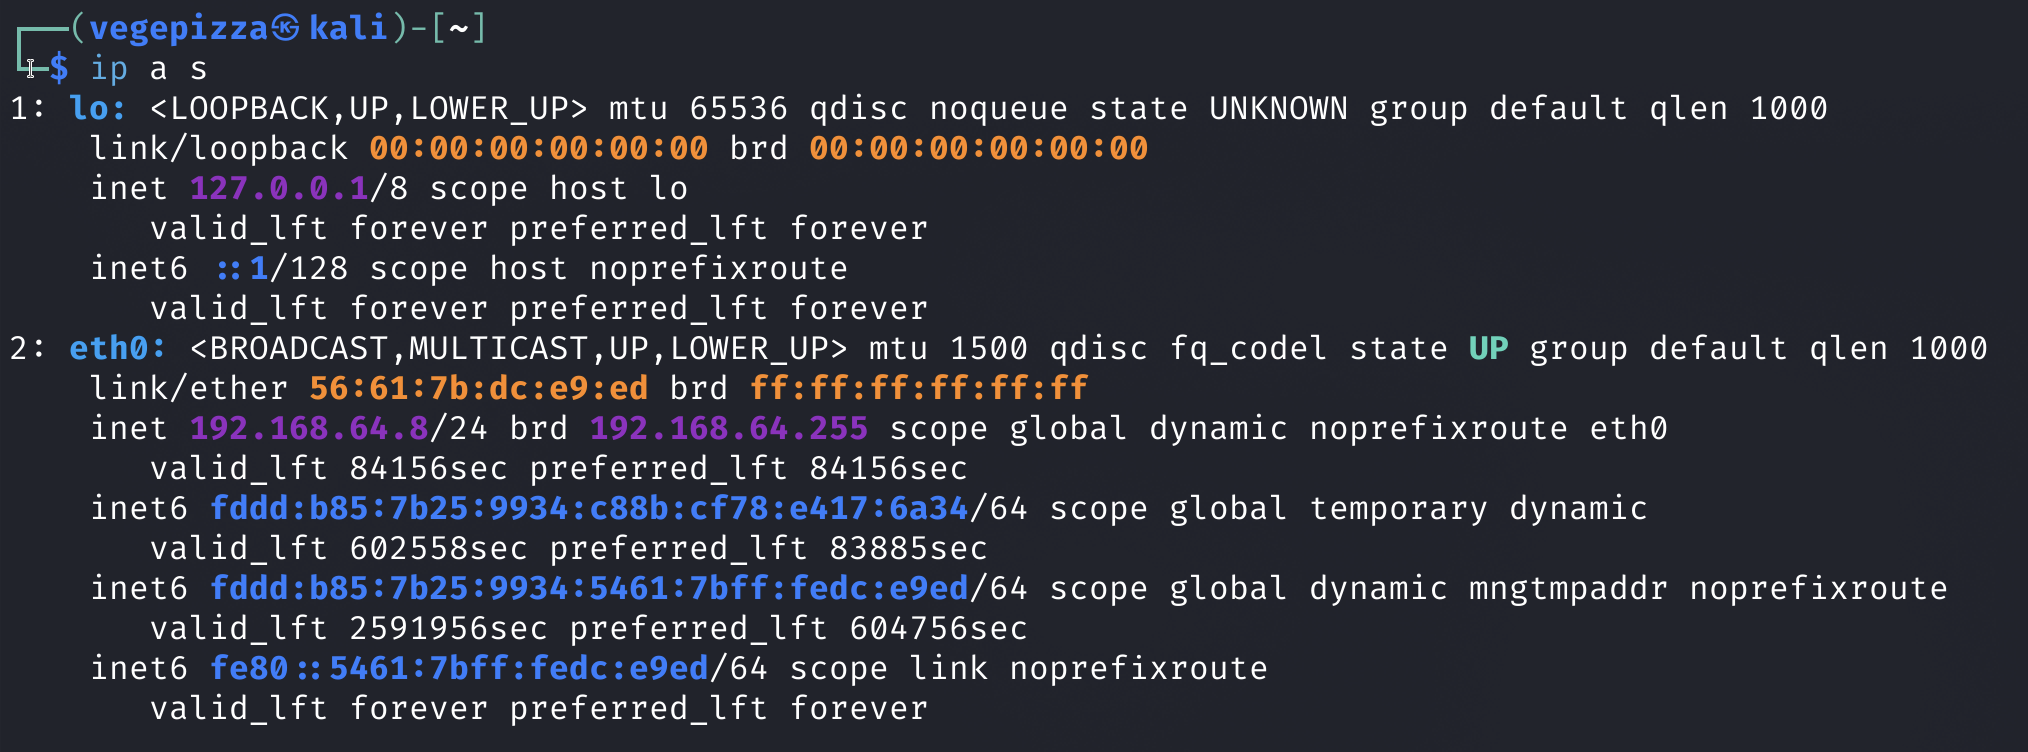 ┌──(vegepizza㉿kali)-[~]
└─$ ip a s
1: lo: <LOOPBACK,UP,LOWER_UP> mtu 65536 qdisc noqueue state UNKNOWN group default qlen 1000
    link/loopback 00:00:00:00:00:00 brd 00:00:00:00:00:00
    inet 127.0.0.1/8 scope host lo
       valid_lft forever preferred_lft forever
    inet6 ::1/128 scope host noprefixroute
       valid_lft forever preferred_lft forever
2: eth0: <BROADCAST,MULTICAST,UP,LOWER_UP> mtu 1500 qdisc fq_codel state UP group default qlen 1000
    link/ether 56:61:7b:dc:e9:ed brd ff:ff:ff:ff:ff:ff
    inet 192.168.64.8/24 brd 192.168.64.255 scope global dynamic noprefixroute eth0
       valid_lft 84156sec preferred_lft 84156sec
    inet6 fddd:b85:7b25:9934:c88b:cf78:e417:6a34/64 scope global temporary dynamic
       valid_lft 602558sec preferred_lft 83885sec
    inet6 fddd:b85:7b25:9934:5461:7bff:fedc:e9ed/64 scope global dynamic mngtmpaddr noprefixroute
       valid_lft 2591956sec preferred_lft 604756sec
    inet6 fe80::5461:7bff:fedc:e9ed/64 scope link noprefixroute
       valid_lft forever preferred_lft forever